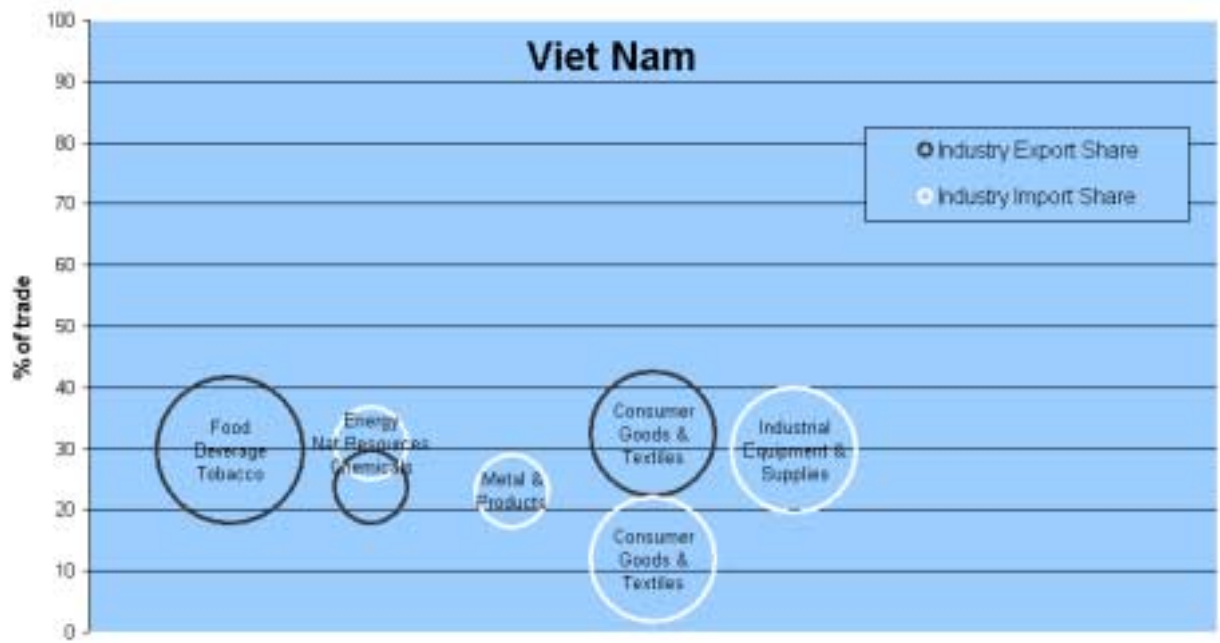 Viet Nam
100
90
80
70
60
50
40
30
20
10
0
% of trade
Industry Export Share
Industry Import Share
Food
Deverage
Tobacco
Energy
Nat Resources
Chemicals
Metal &
Products
Consumer
Goods &
Textiles
Industrial
Equipment &
Supplies
Consumer
Goods &
Textiles